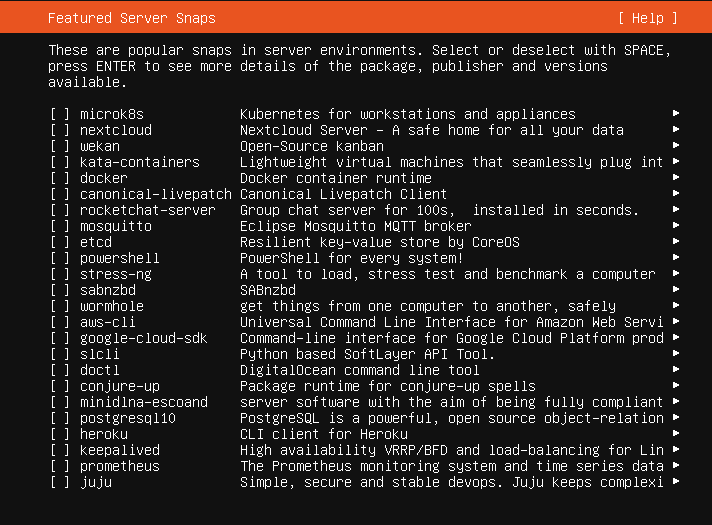 Featured Server Snaps [ Help ]
These are popular snaps in server environments. Select or deselect with SPACE,
press ENTER to see more details of the package, publisher and versions
available.
[ ] microk8s Kubernetes for workstations and appliances ▸
[ ] nextcloud Nextcloud Server - A safe home for all your data ▸
[ ] wekan Open-Source kanban ▸
[ ] kata-containers Lightweight virtual machines that seamlessly plug int ▸
[ ] docker Docker container runtime ▸
[ ] canonical-livepatch Canonical Livepatch Client ▸
[ ] rocketchat-server Group chat server for 100s,  installed in seconds. ▸
[ ] mosquitto Eclipse Mosquitto MQTT broker ▸
[ ] etcd Resilient key-value store by CoreOS ▸
[ ] powershell PowerShell for every system! ▸
[ ] stress-ng A tool to load, stress test and benchmark a computer ▸
[ ] sabnzbd SABnzbd ▸
[ ] wormhole get things from one computer to another, safely ▸
[ ] aws-cli Universal Command Line Interface for Amazon Web Servi ▸
[ ] google-cloud-sdk Command-line interface for Google Cloud Platform prod ▸
[ ] slcli Python based SoftLayer API Tool. ▸
[ ] doctl DigitalOcean command line tool ▸
[ ] conjure-up Package runtime for conjure-up spells ▸
[ ] minidlna-escoand server software with the aim of being fully compliant ▸
[ ] postgresql10 PostgreSQL is a powerful, open source object-relation ▸
[ ] heroku CLI client for Heroku ▸
[ ] keepalived High availability VRRP/BFD and load-balancing for Lin ▸
[ ] prometheus The Prometheus monitoring system and time series data ▸
[ ] juju Simple, secure and stable devops. Juju keeps complexi ▸